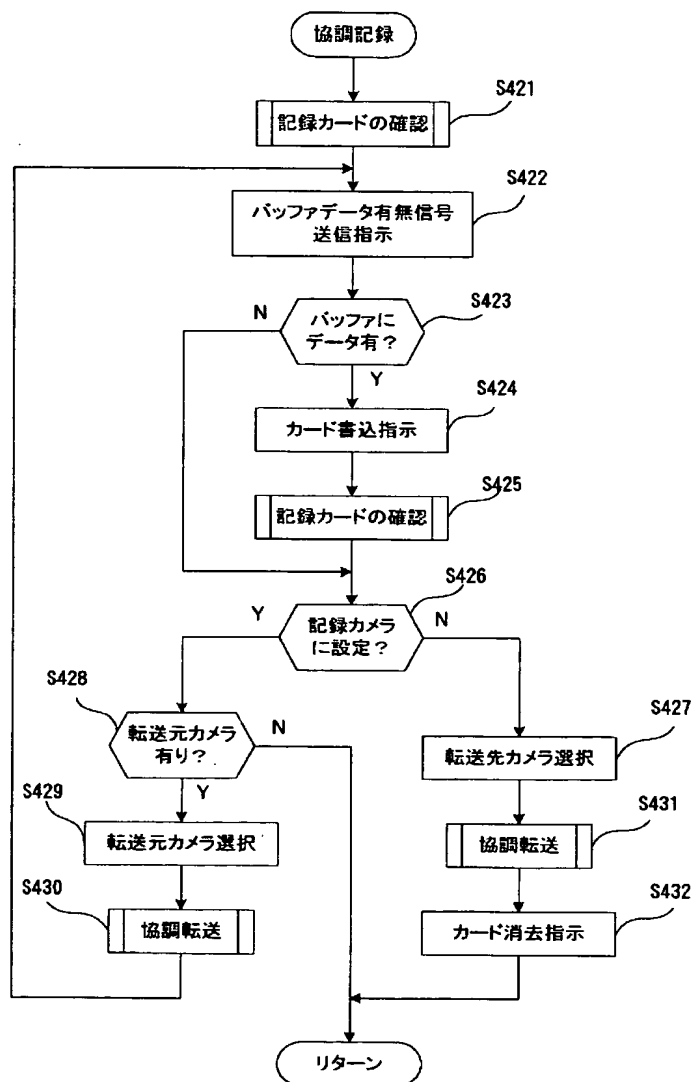 協調記録
S421
記録カードの確認
S422
バッファデータ有無信号
送信指示
S423
N
バッファに
データ有?
Y
S424
カード書込指示
S425
記録カードの確認
S426
Y
記録カメラ
に設定?
N
S428
転送元カメラ
有り?
N
S427
転送先カメラ選択
Y
S429
転送元カメラ選択
S431
協調転送
S430
協調転送
S432
カード消去指示
リターン